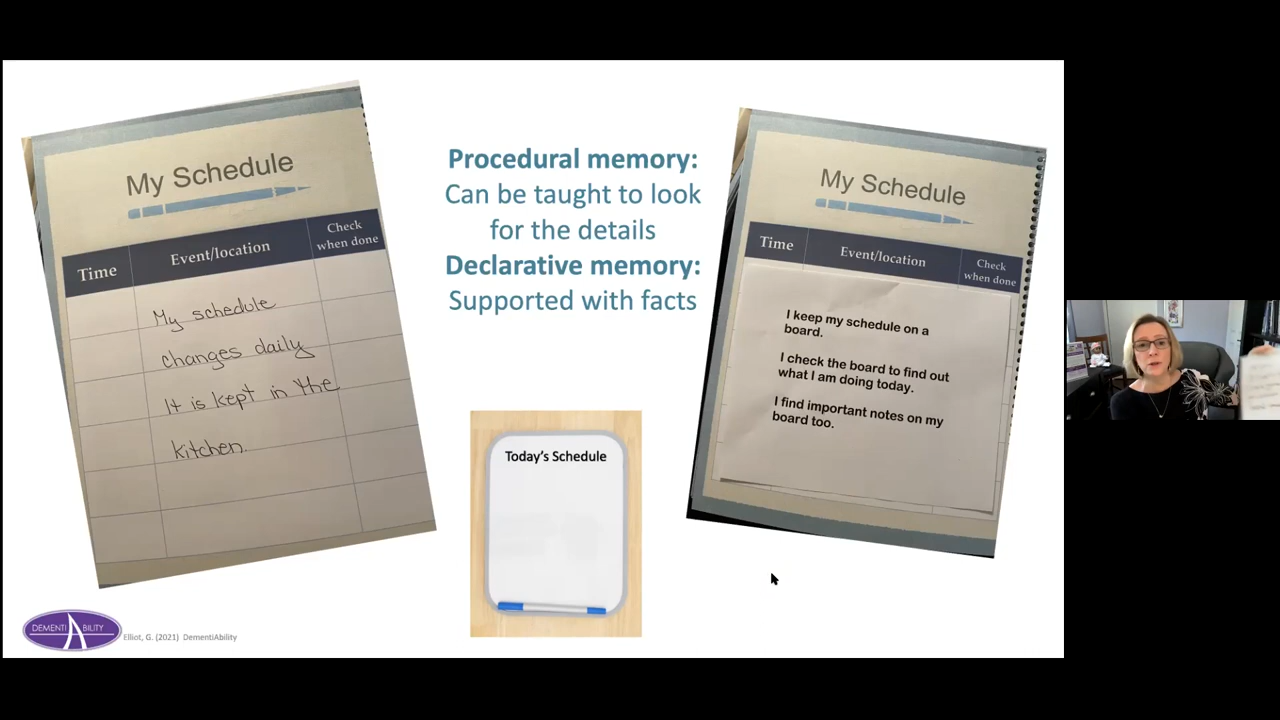 My Schedule
Time Event/location Check when done
My schedule
changes daily
It is kept in the
kitchen.
Procedural memory:
Can be taught to look
for the details
Declarative memory:
Supported with facts
Today's Schedule
My Schedule
Time Event/location Check when done
I keep my schedule on a
board.
I check the board to find out
what I am doing today.
I find important notes on my
board too.
DEMENTIABILITY
Elliot, G. (2021) DementiAbility